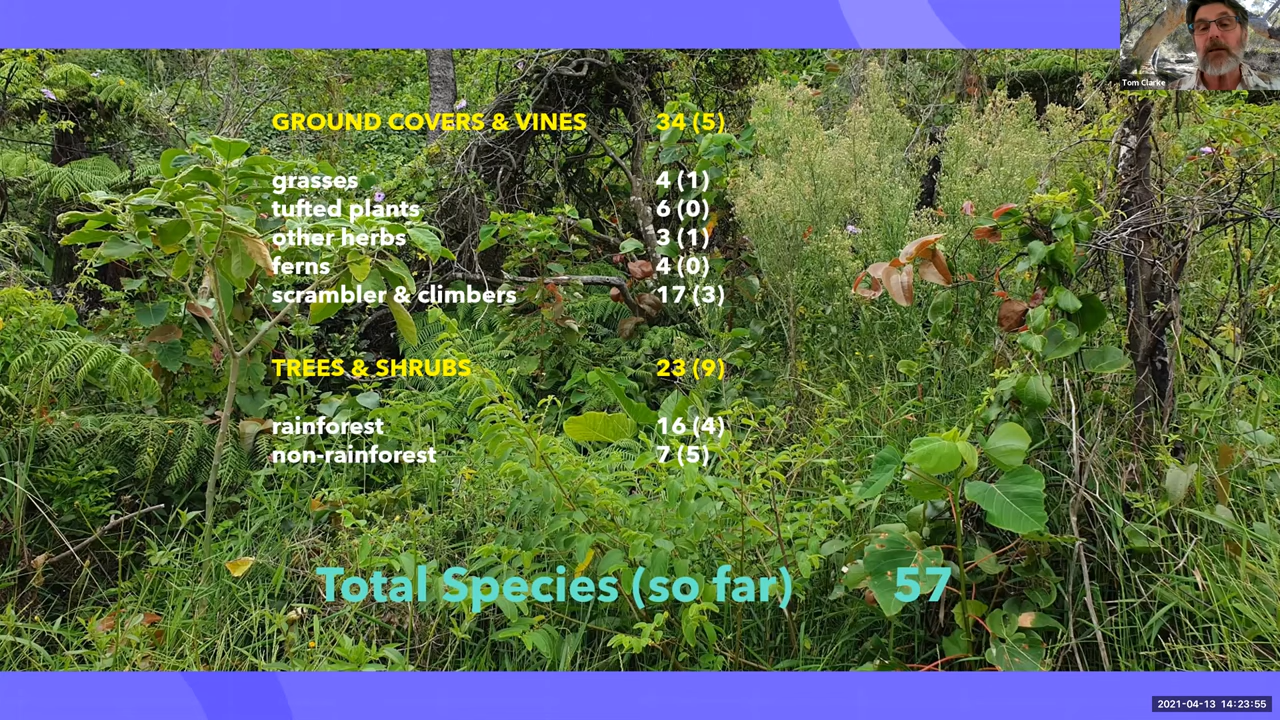 Tom Clarke
GROUND COVERS & VINES 34 (5)
grasses 4 (1)
tufted plants 6 (0)
other herbs 3 (1)
ferns 4 (0)
scrambler & climbers 17 (3)
TREES & SHRUBS 23 (9)
rainforest 16 (4)
non-rainforest 7 (5)
Total Species (so far) 57
2021-04-13 14:23:55